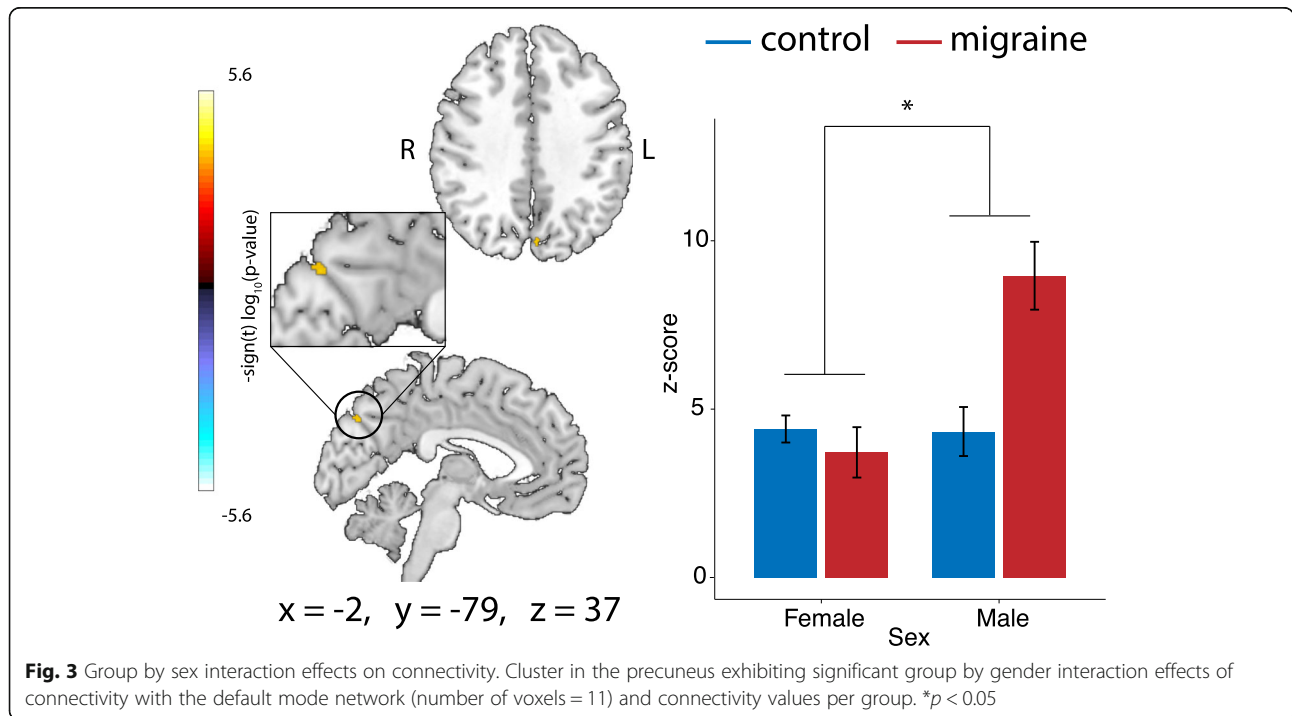 control migraine
5.6
-sign(t) log10(p-value)
-5.6
R
L
x = -2, y = -79, z = 37
*
z-score
10
5
0
Female Male
Sex
Fig. 3 Group by sex interaction effects on connectivity. Cluster in the precuneus exhibiting significant group by gender interaction effects of
connectivity with the default mode network (number of voxels = 11) and connectivity values per group. *p < 0.05